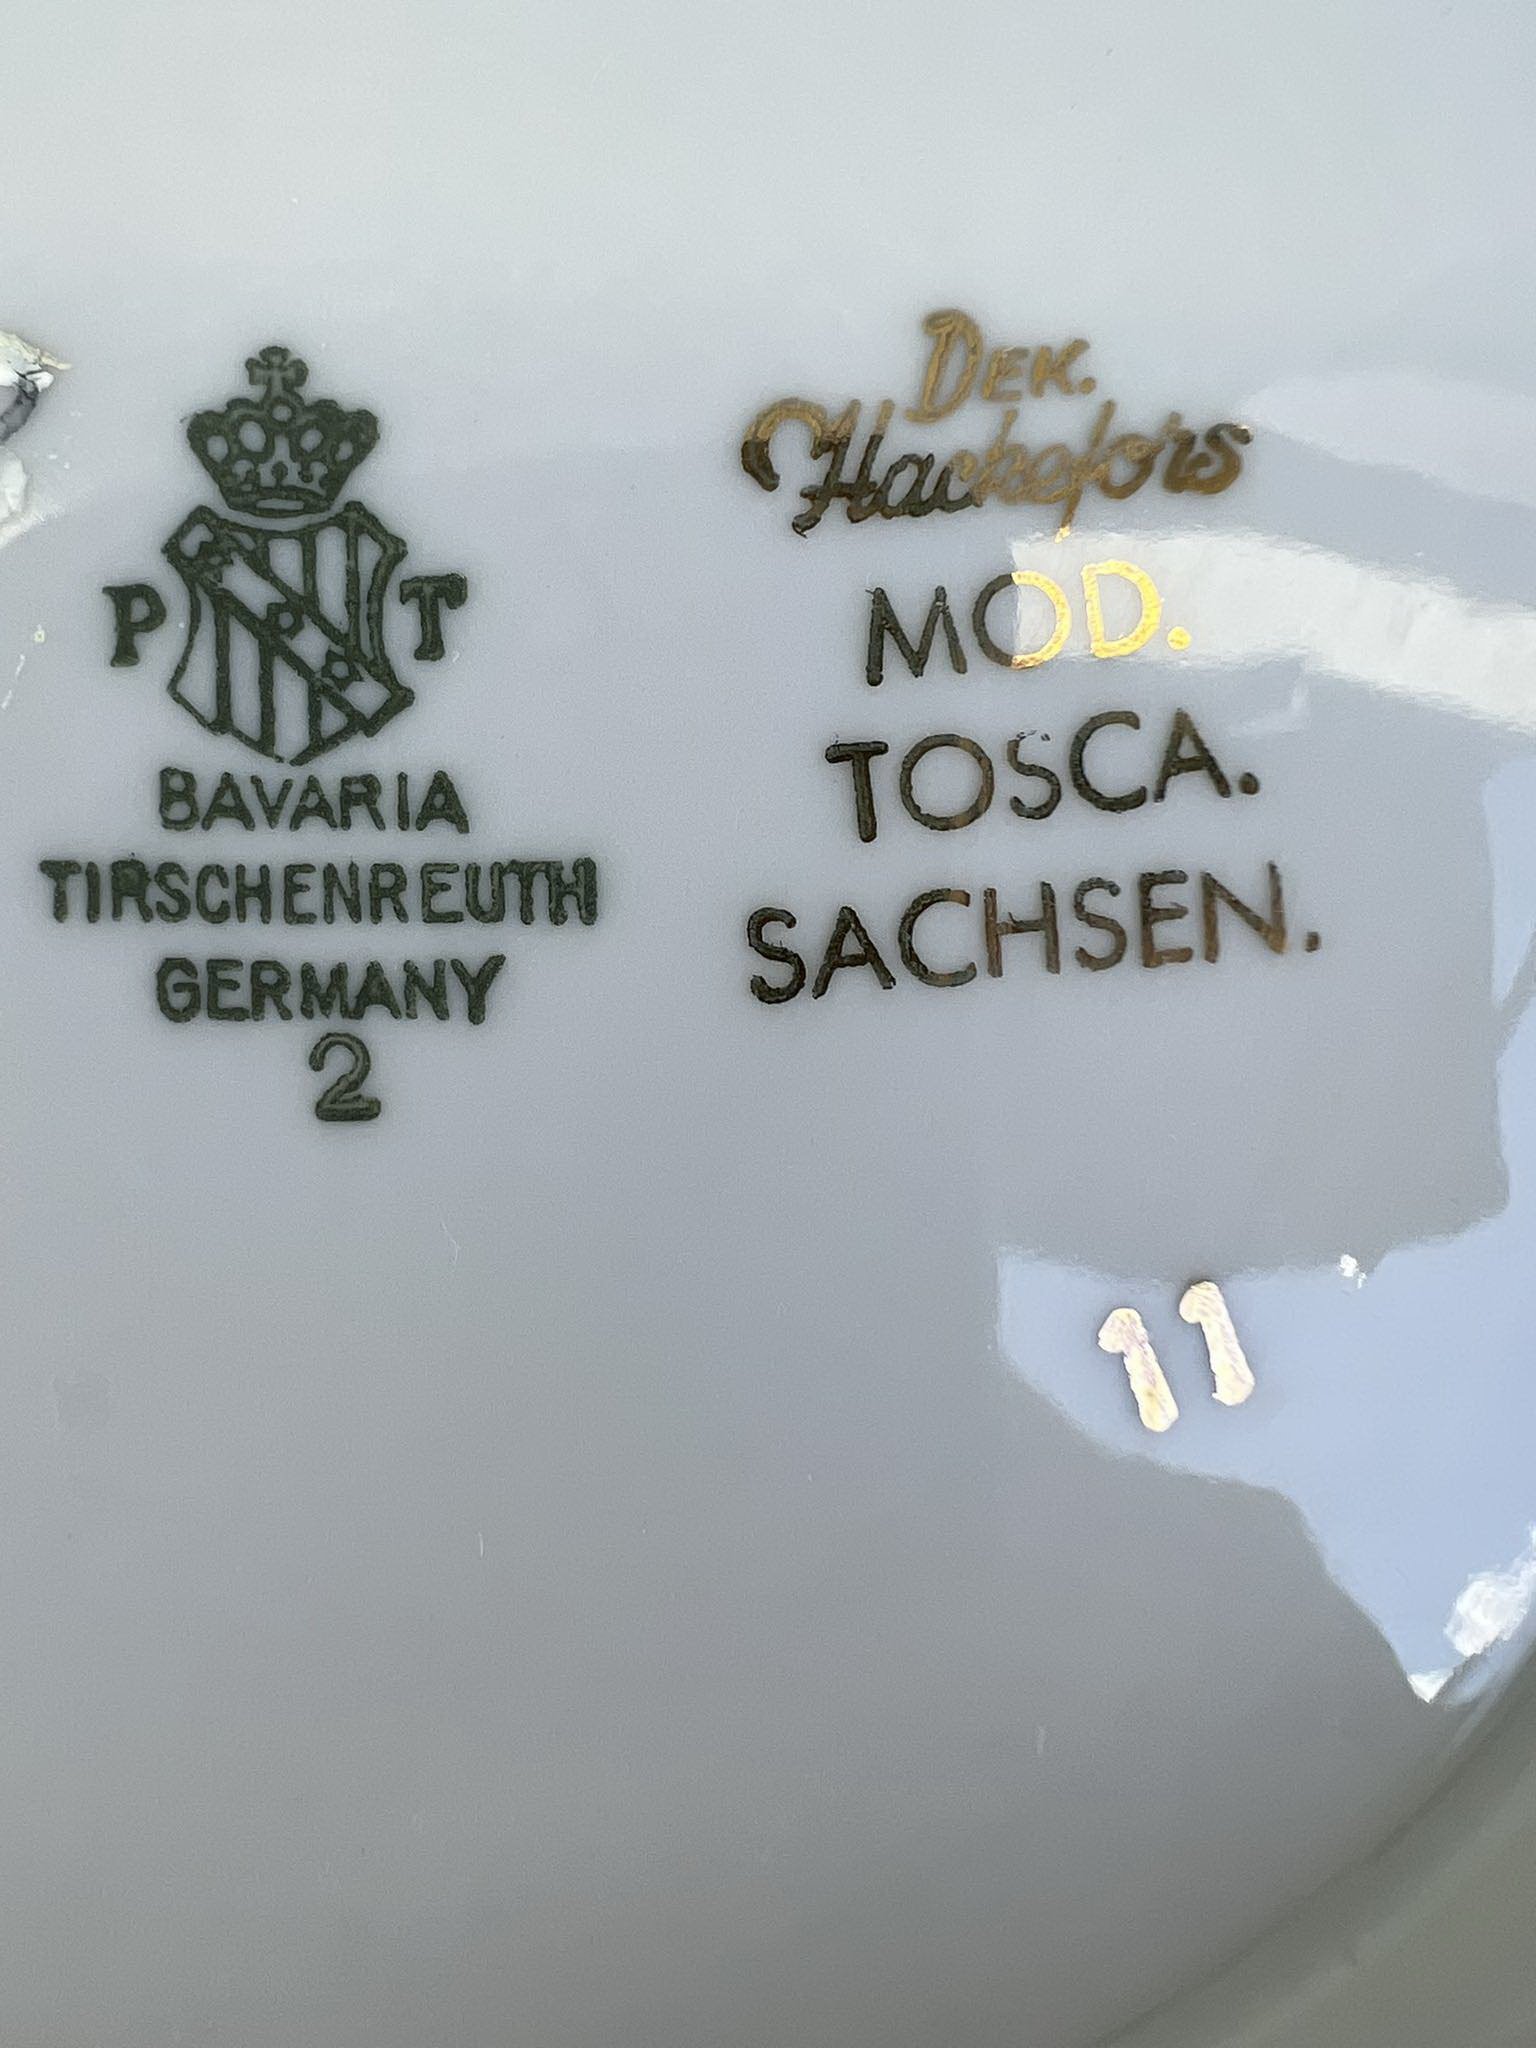 P T
BAVARIA
TIRSCHENREUTH
GERMANY
2
DEK.
Hackefors
MOD.
TOSCA.
SACHSEN.
11